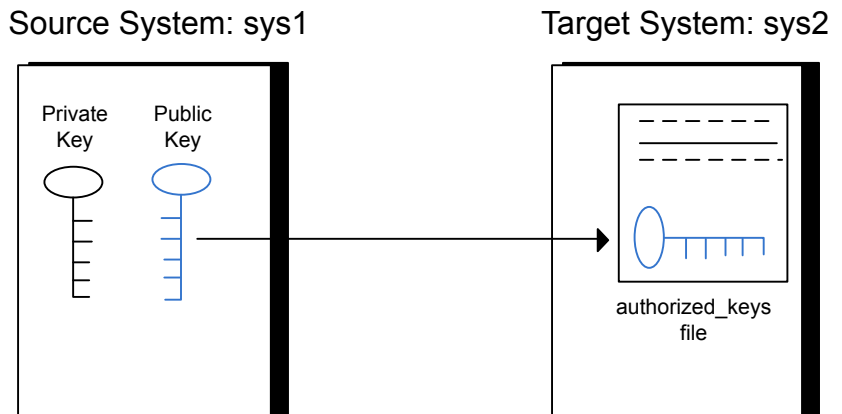 Source System: sys1
Target System: sys2
Private
Key
Public
Key
authorized_keys
file